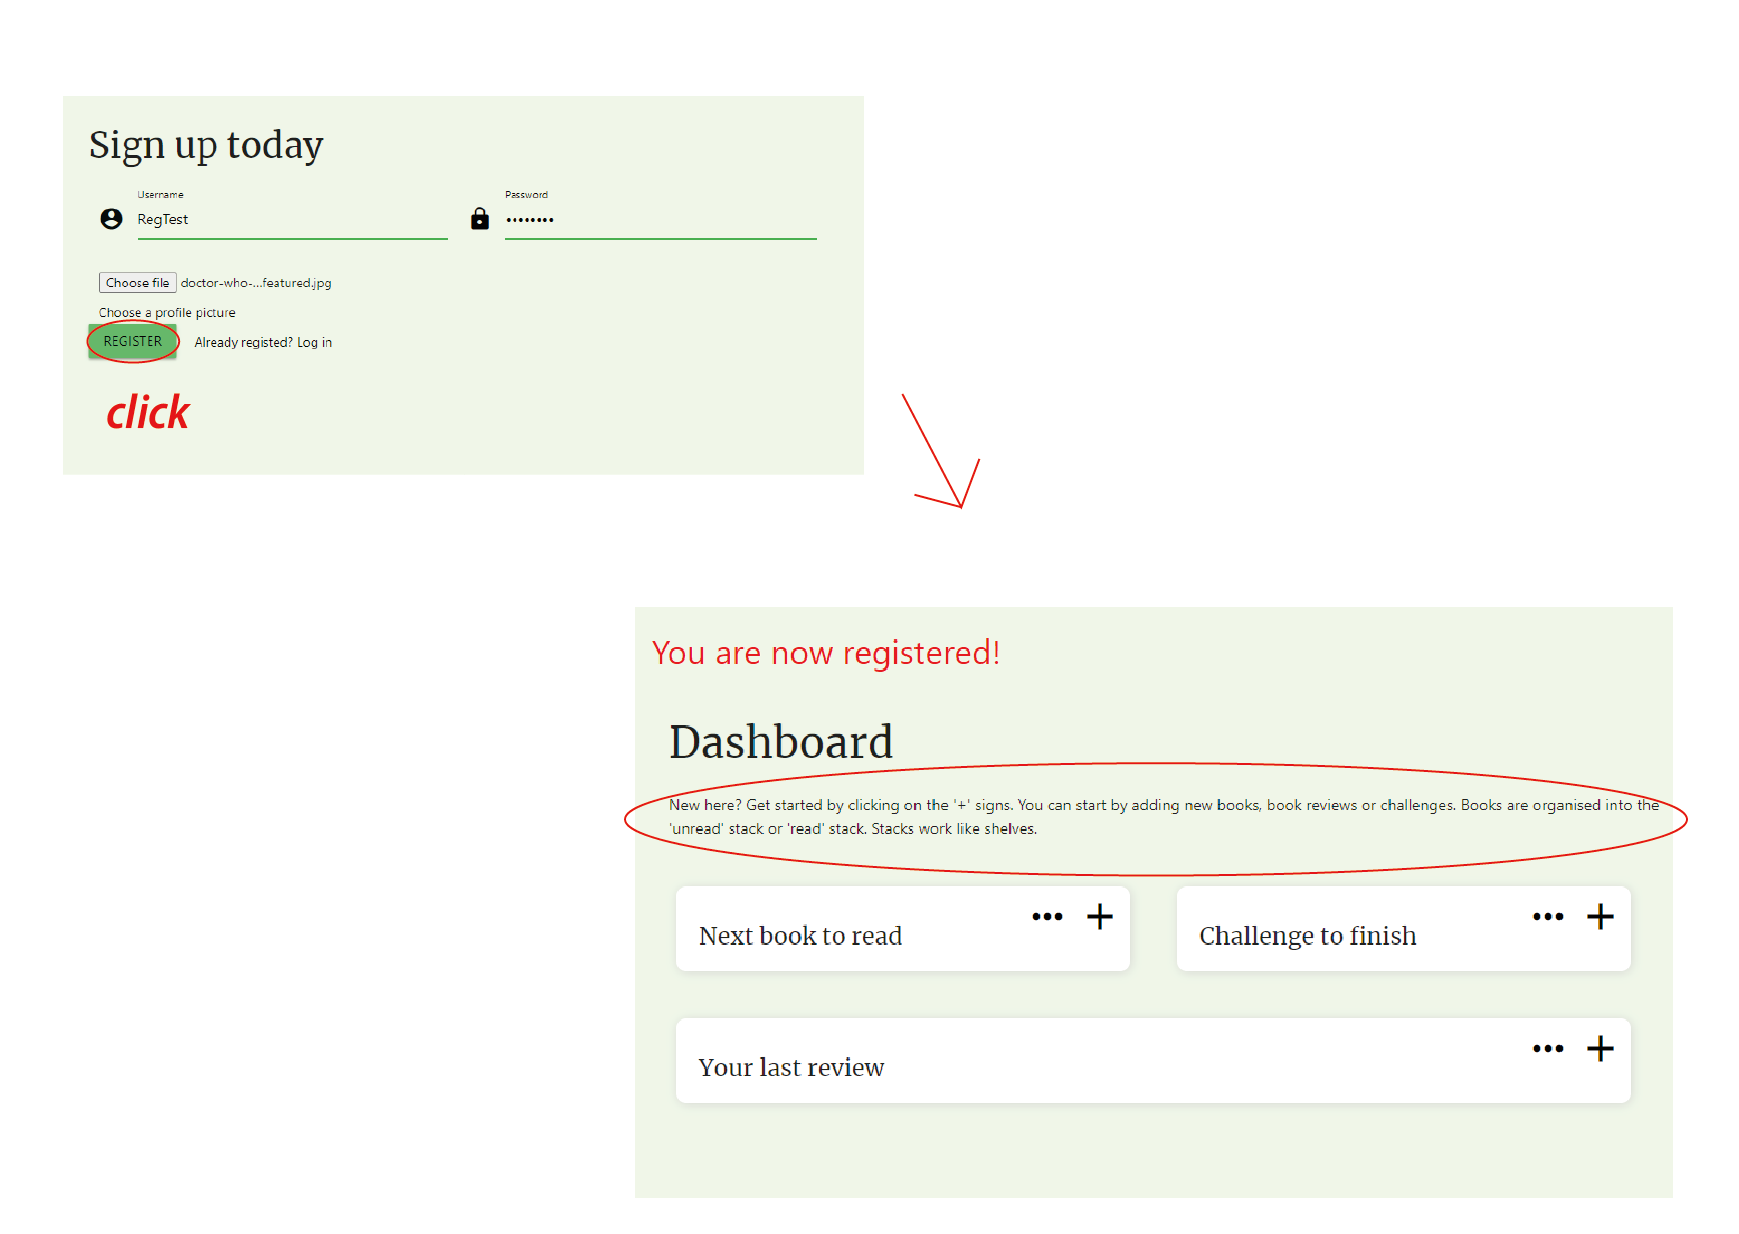 Sign up today
Username
RegTest
Password
••••••••
Choose file doctor-who-...featured.jpg
Choose a profile picture
REGISTER
Already registed? Log in
click
You are now registered!
Dashboard
New here? Get started by clicking on the '+' signs. You can start by adding new books, book reviews or challenges. Books are organised into the
'unread' stack or 'read' stack. Stacks work like shelves.
Next book to read
Challenge to finish
Your last review